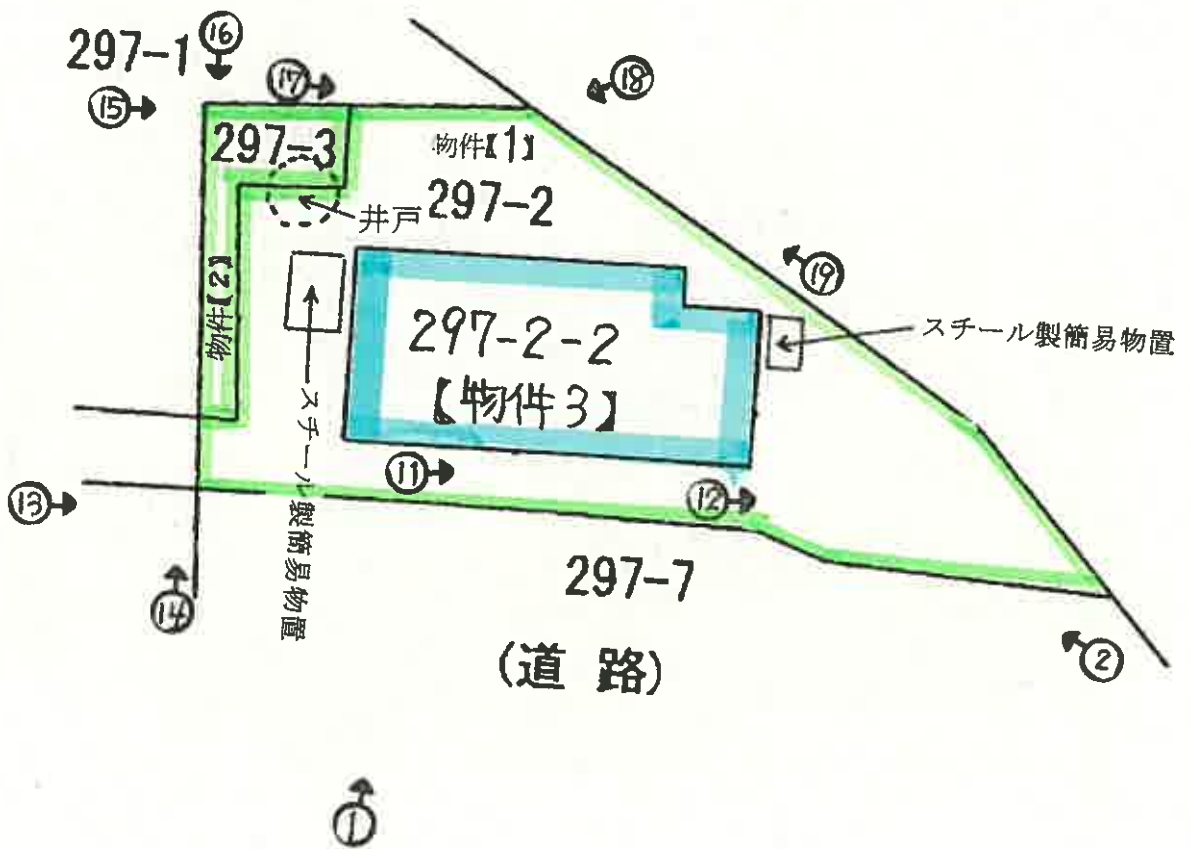 ⑯
297-1
⑰
⑱
⑮
297-3
物件【1】
297-2
井戸
⑲
物件【2】
297-2-2
【物件3】
スチール製簡易物置
スチール製簡易物置
⑪
⑫
⑬
297-7
⑭
(道 路)
②
①